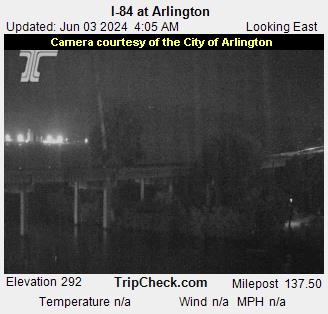 I-84 at Arlington
Updated: Jun 03 2024 4:05 AM Looking East
Camera courtesy of the City of Arlington
Elevation 292 TripCheck.com Milepost 137.50
Temperature n/a Wind n/a MPH n/a